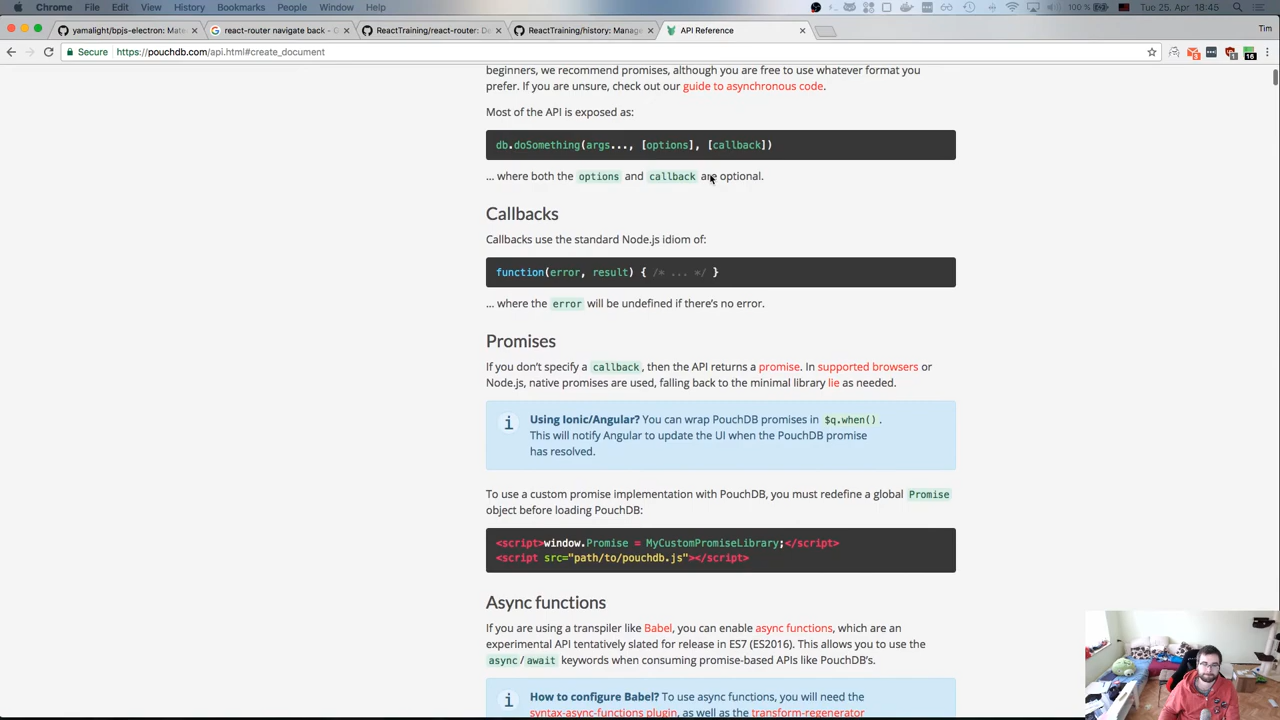 Chrome File Edit View History Bookmarks People Window Help 100 % Tue 25. Apr 18:45
yamalight/bpjs-electron: Mate
react-router navigate back - G
ReactTraining/react-router: De
ReactTraining/history: Manage
API Reference
Tim
Secure https://pouchdb.com/api.html#create_document
beginners, we recommend promises, although you are free to use whatever format you
prefer. If you are unsure, check out our guide to asynchronous code.
Most of the API is exposed as:
db.doSomething(args..., [options], [callback])
… where both the options and callback are optional.
Callbacks
Callbacks use the standard Node.js idiom of:
function(error, result) { /* ... */ }
… where the error will be undefined if there’s no error.
Promises
If you don’t specify a callback, then the API returns a promise. In supported browsers or
Node.js, native promises are used, falling back to the minimal library lie as needed.
i
Using Ionic/Angular? You can wrap PouchDB promises in $q.when().
This will notify Angular to update the UI when the PouchDB promise
has resolved.
To use a custom promise implementation with PouchDB, you must redefine a global Promise
object before loading PouchDB:
<script>window.Promise = MyCustomPromiseLibrary;</script>
<script src="path/to/pouchdb.js"></script>
Async functions
If you are using a transpiler like Babel, you can enable async functions, which are an
experimental API tentatively slated for release in ES7 (ES2016). This allows you to use the
async/await keywords when consuming promise-based APIs like PouchDB’s.
i
How to configure Babel? To use async functions, you will need the
syntax-async-functions plugin, as well as the transform-regenerator